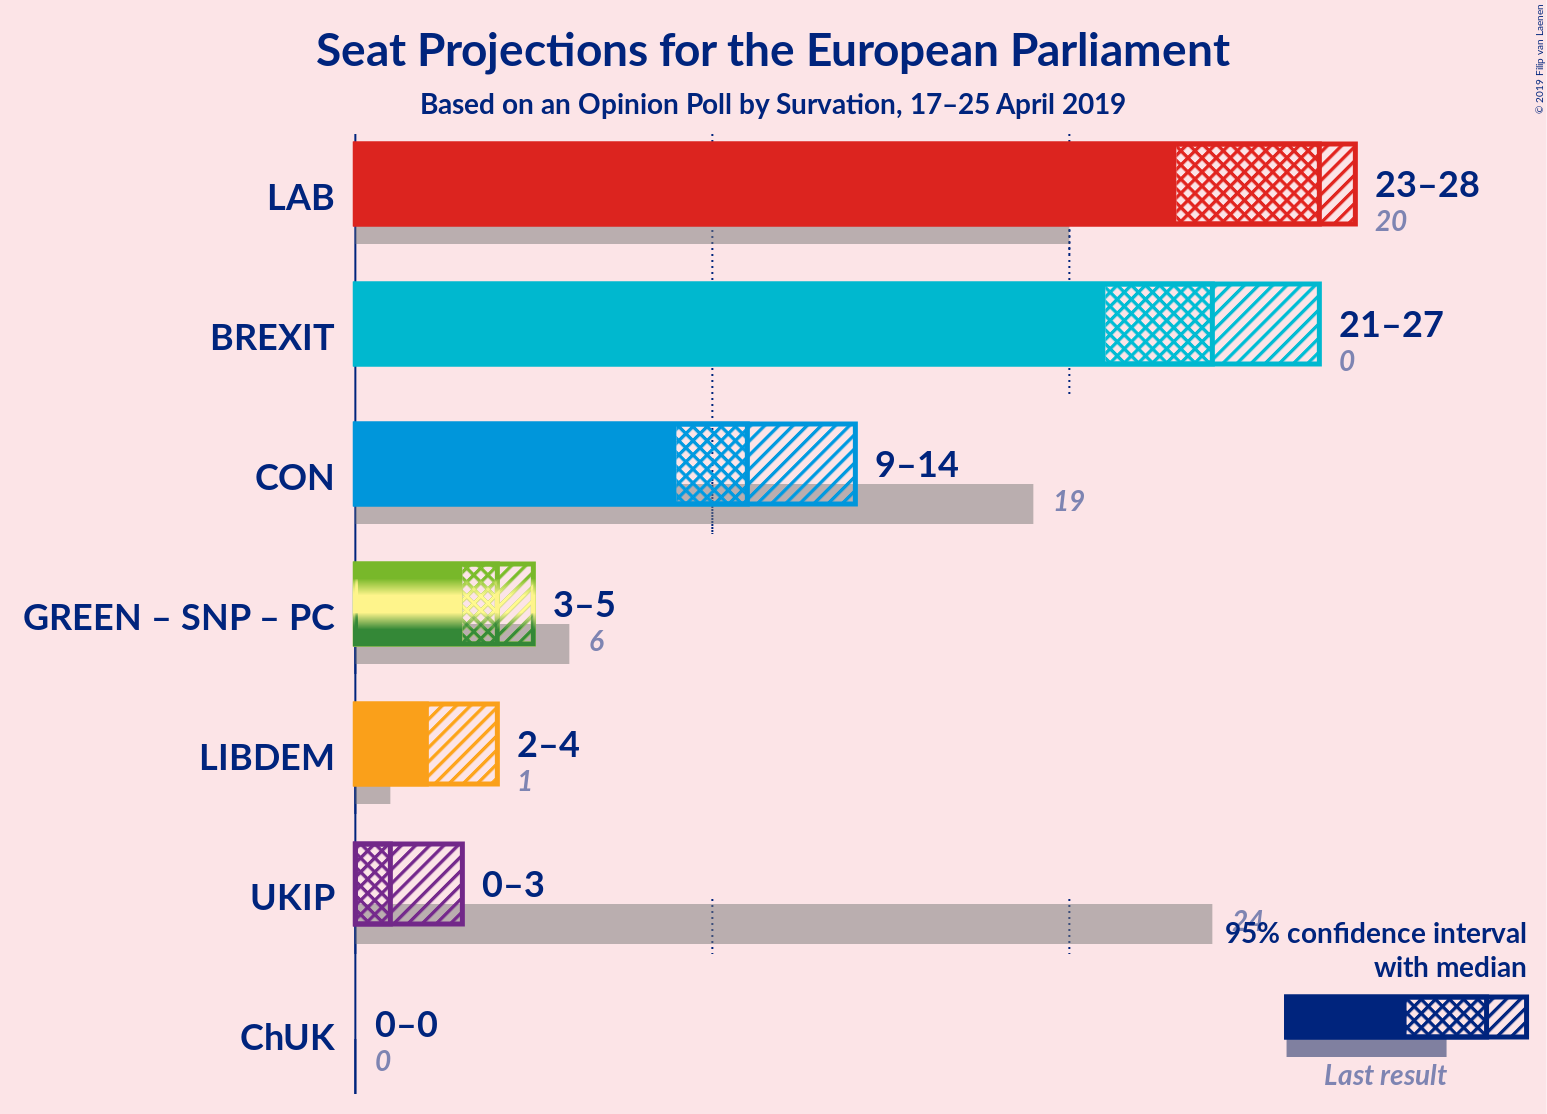 Seat Projections for the European Parliament
Based on an Opinion Poll by Survation, 17–25 April 2019
© 2019 Filip van Laenen
LAB
23–28
20
BREXIT
21–27
0
CON
9–14
19
GREEN – SNP – PC
3–5
6
LIBDEM
2–4
1
UKIP
0–3
24
95% confidence interval
with median
Last result
ChUK
0–0
0